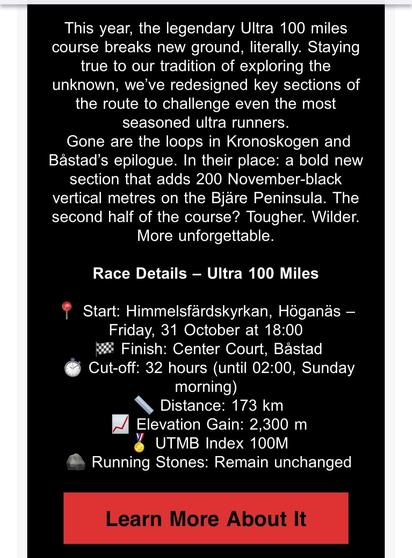 This year, the legendary Ultra 100 miles
course breaks new ground, literally. Staying
true to our tradition of exploring the
unknown, we’ve redesigned key sections of
the route to challenge even the most
seasoned ultra runners.
Gone are the loops in Kronoskogen and
Båstad’s epilogue. In their place: a bold new
section that adds 200 November-black
vertical metres on the Bjäre Peninsula. The
second half of the course? Tougher. Wilder.
More unforgettable.
Race Details – Ultra 100 Miles
Start: Himmelsfärdskyrkan, Höganäs –
Friday, 31 October at 18:00
Finish: Center Court, Båstad
Cut-off: 32 hours (until 02:00, Sunday
morning)
Distance: 173 km
Elevation Gain: 2,300 m
UTMB Index 100M
Running Stones: Remain unchanged
Learn More About It